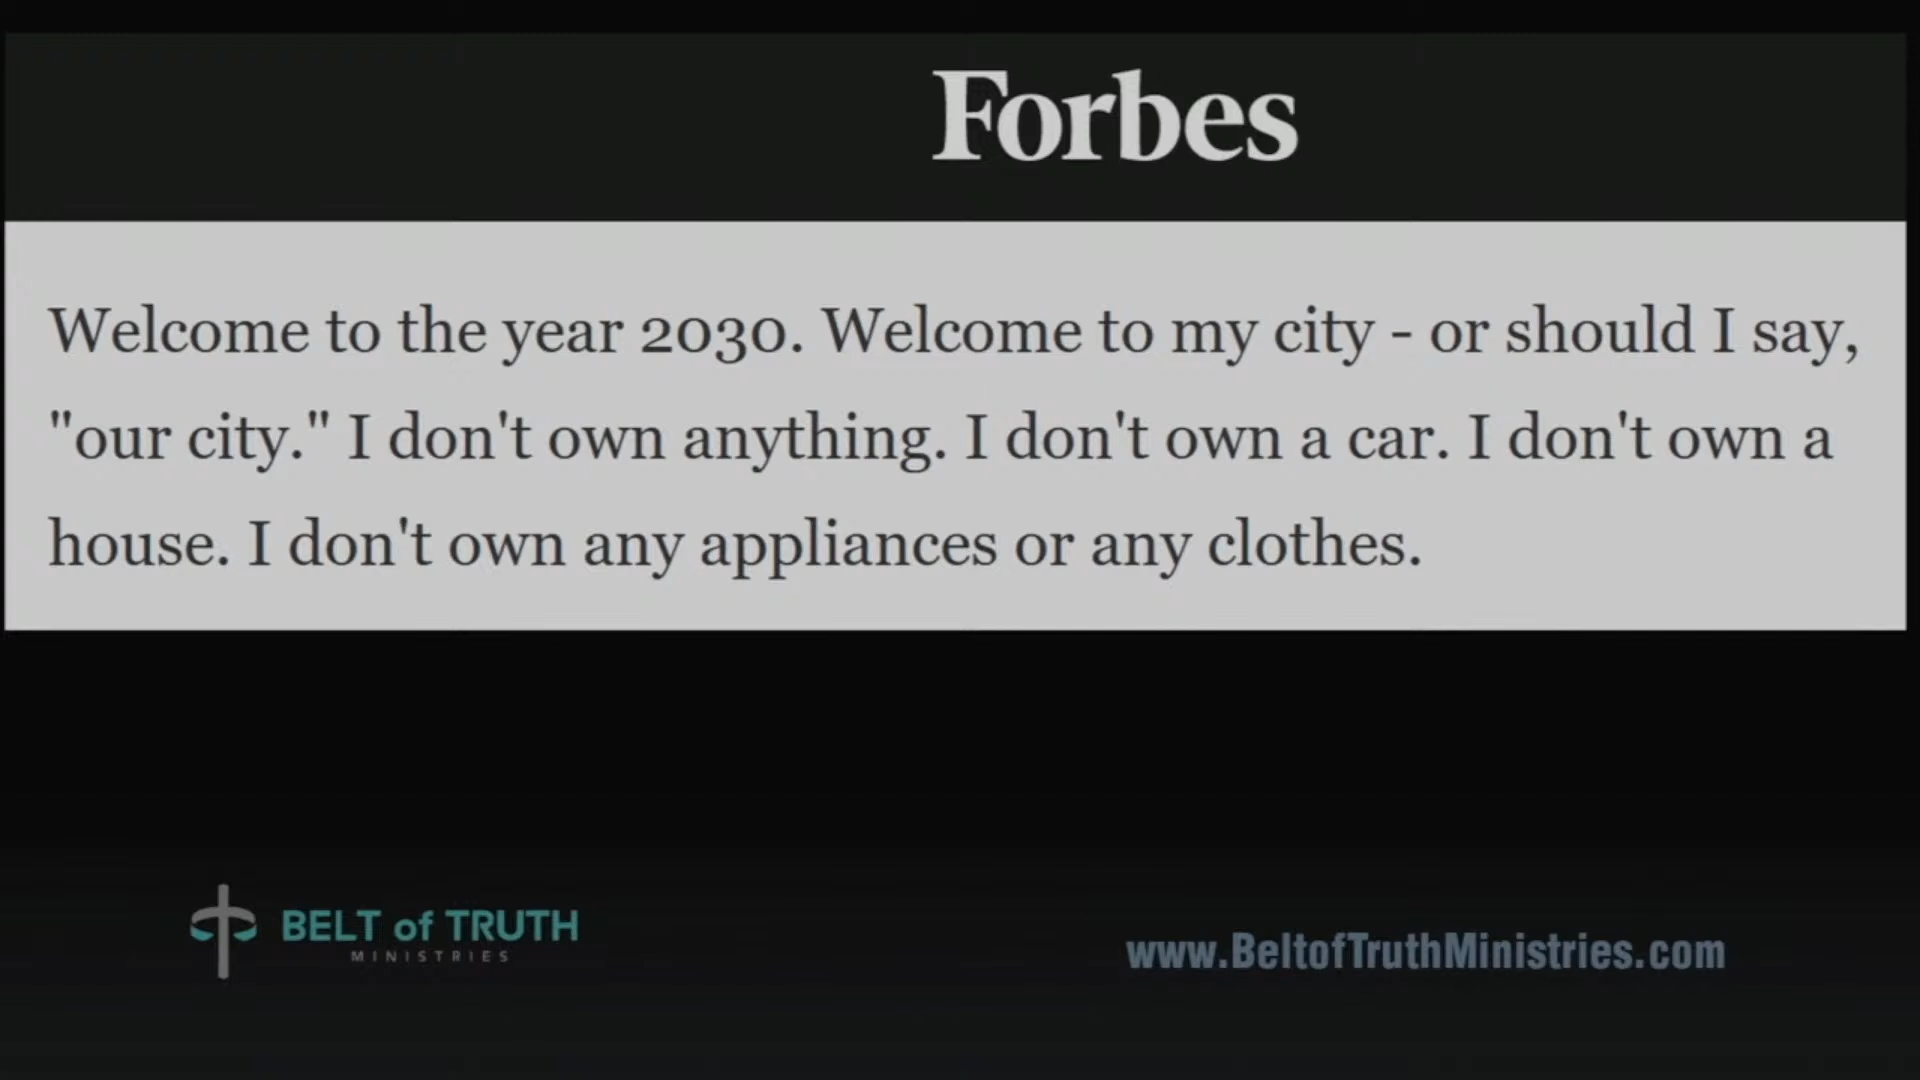 Forbes
Welcome to the year 2030. Welcome to my city - or should I say,
"our city." I don't own anything. I don't own a car. I don't own a
house. I don't own any appliances or any clothes.
BELT of TRUTH
MINISTRIES
www.BeltofTruthMinistries.com